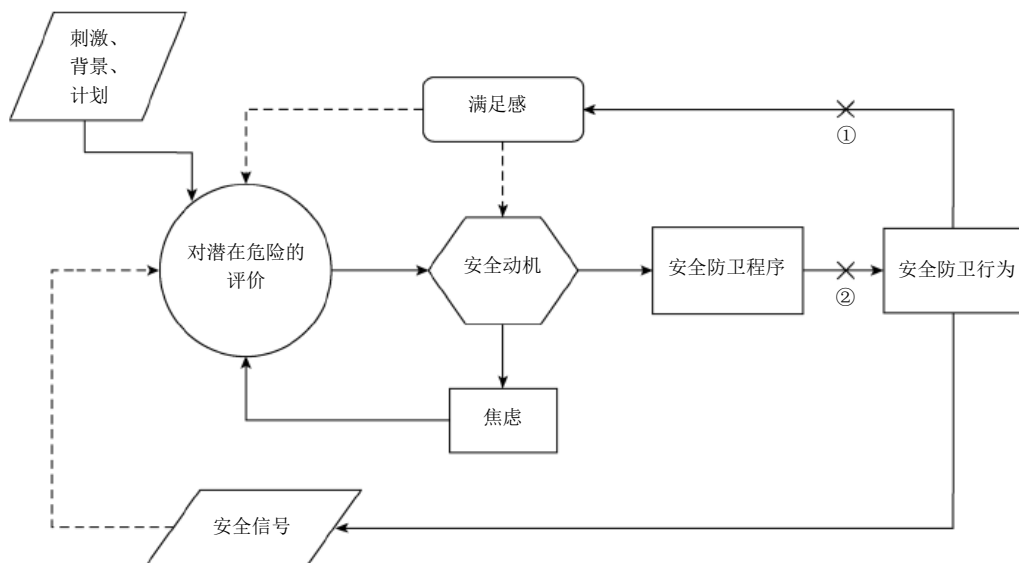 刺激、
背景、
计划
满足感
①
对潜在危险的
评价
安全动机
安全防卫程序
②
安全防卫行为
焦虑
安全信号